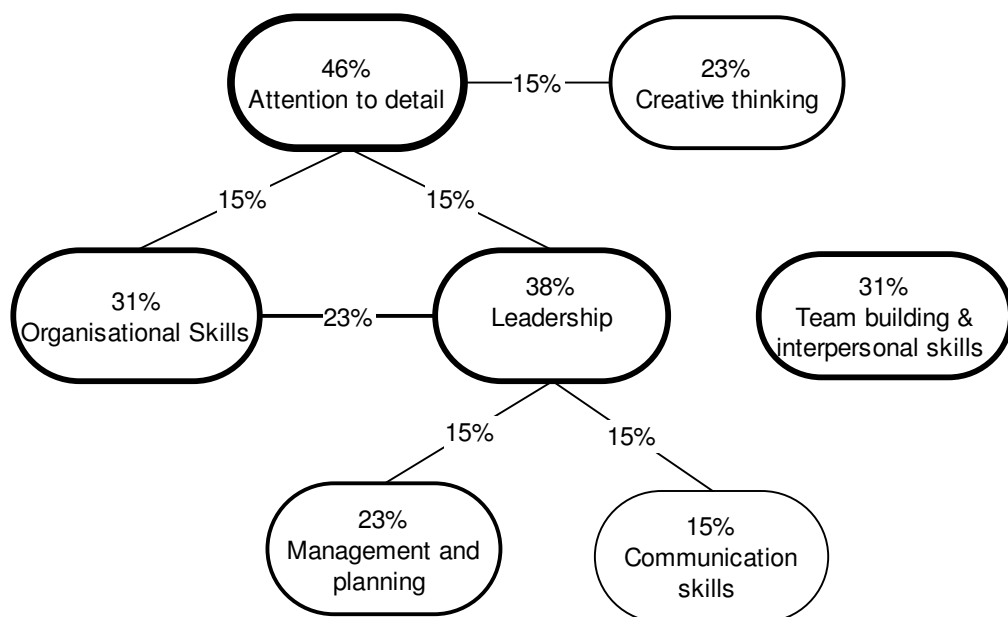 46%
Attention to detail
15%
23%
Creative thinking
15%
15%
31%
Organisational Skills
23%
38%
Leadership
31%
Team building &
interpersonal skills
15%
15%
23%
Management and
planning
15%
Communication
skills